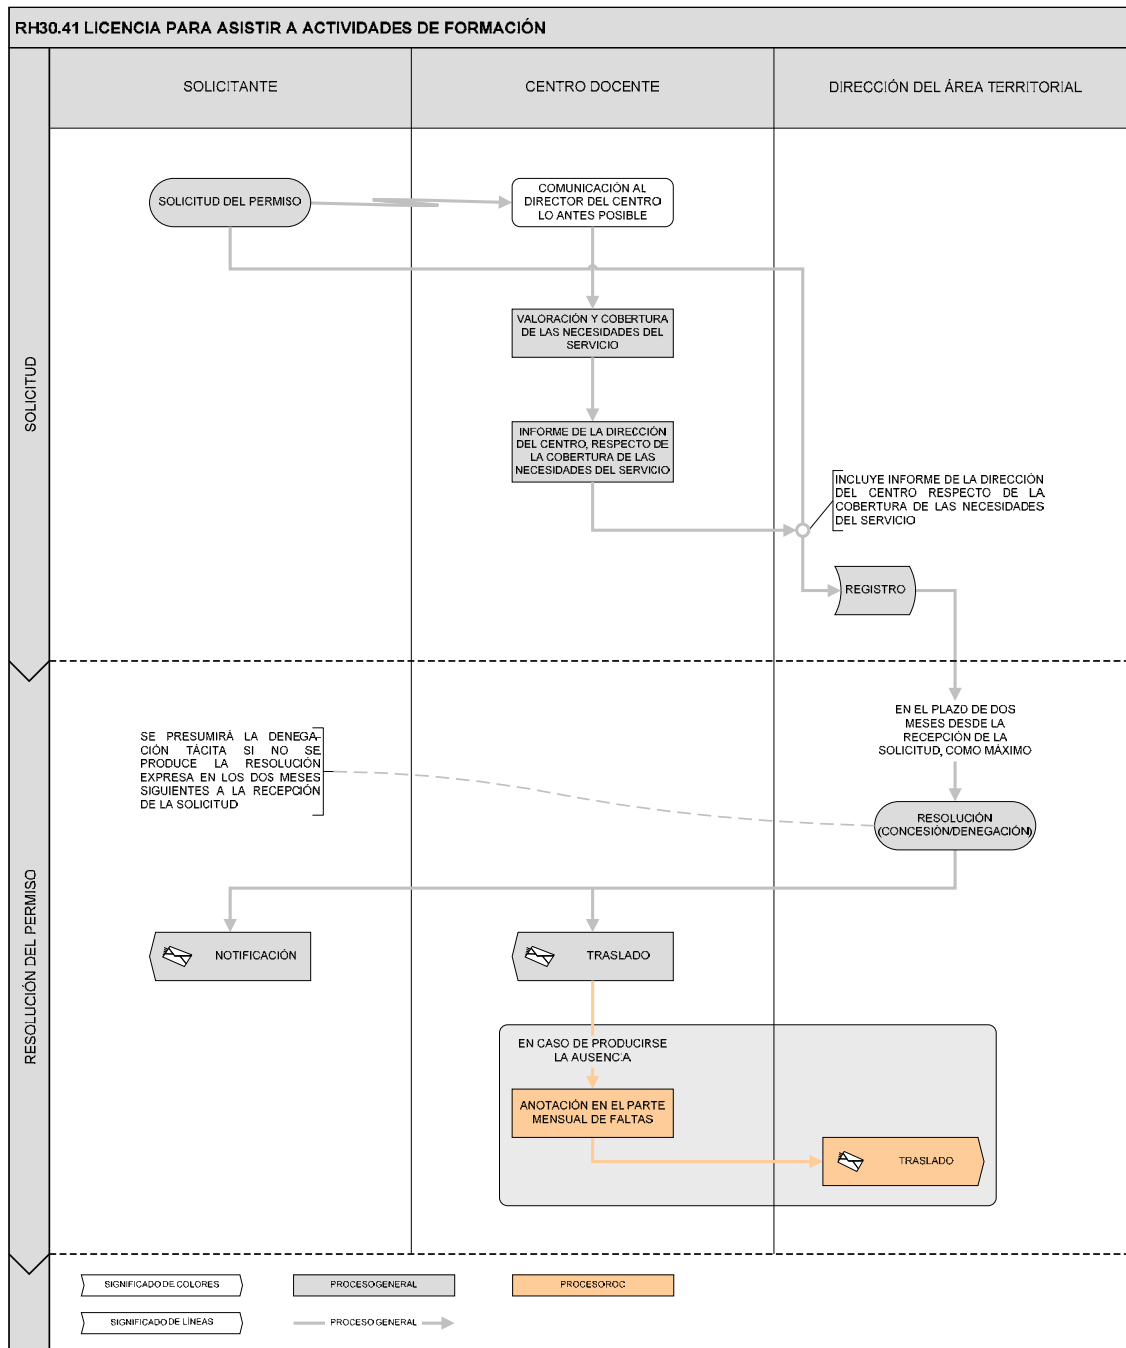 RH30.41 LICENCIA PARA ASISTIR A ACTIVIDADES DE FORMACIÓN
SOLICITANTE
CENTRO DOCENTE
DIRECCIÓN DEL ÁREA TERRITORIAL
SOLICITUD
SOLICITUD DEL PERMISO
COMUNICACIÓN AL
DIRECTOR DEL CENTRO
LO ANTES POSIBLE
VALORACIÓN Y COBERTURA
DE LAS NECESIDADES DEL
SERVICIO
INFORME DE LA DIRECCIÓN
DEL CENTRO, RESPECTO DE
LA COBERTURA DE LAS
NECESIDADES DEL SERVICIO
INCLUYE INFORME DE LA DIRECCIÓN
DEL CENTRO RESPECTO DE LA
COBERTURA DE LAS NECESIDADES
DEL SERVICIO
REGISTRO
RESOLUCIÓN DEL PERMISO
EN EL PLAZO DE DOS
MESES DESDE LA
RECEPCIÓN DE LA
SOLICITUD, COMO MÁXIMO
SE PRESUMIRÁ LA DENEGA-
CIÓN TÁCITA SI NO SE
PRODUCE LA RESOLUCIÓN
EXPRESA EN LOS DOS MESES
SIGUIENTES A LA RECEPCIÓN
DE LA SOLICITUD
RESOLUCIÓN
(CONCESIÓN/DENEGACIÓN)
NOTIFICACIÓN
TRASLADO
EN CASO DE PRODUCIRSE
LA AUSENCIA
ANOTACIÓN EN EL PARTE
MENSUAL DE FALTAS
TRASLADO
SIGNIFICADO DE COLORES
PROCESO GENERAL
PROCESO ROC
SIGNIFICADO DE LÍNEAS
PROCESO GENERAL